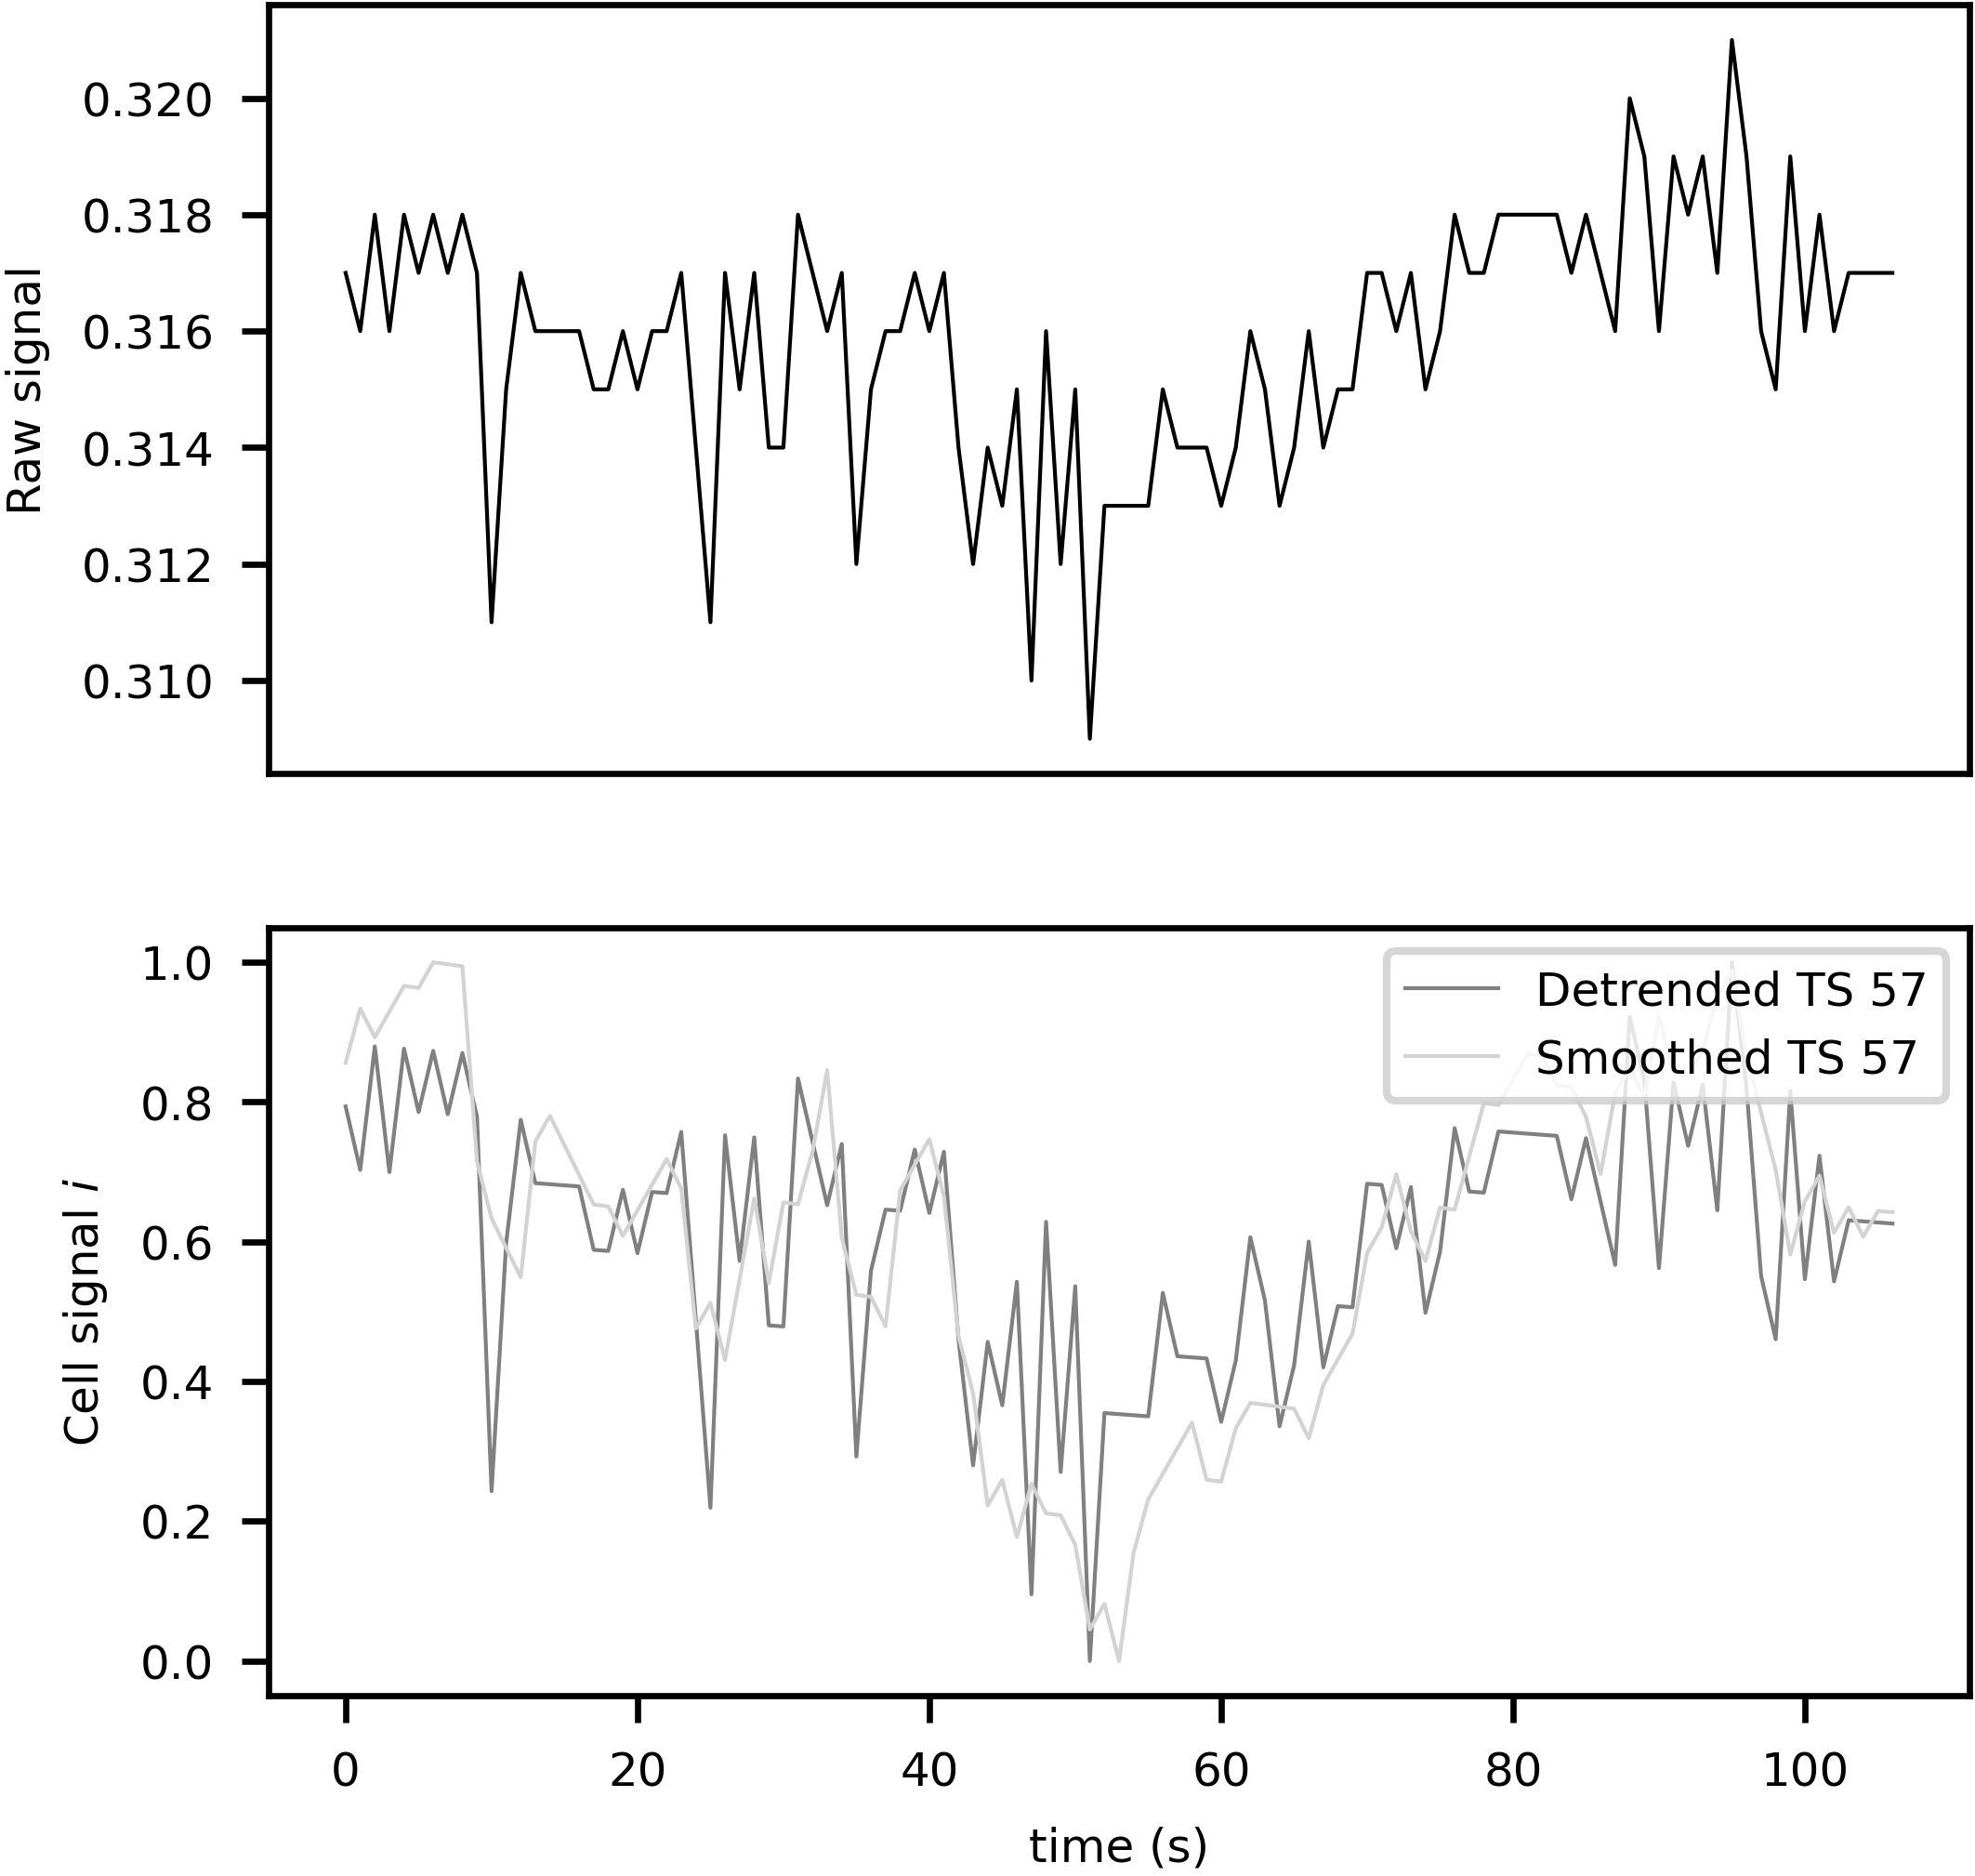 Raw signal
0.320
0.318
0.316
0.314
0.312
0.310
Cell signal i
1.0
0.8
0.6
0.4
0.2
0.0
Detrended TS 57
Smoothed TS 57
0 20 40 60 80 100
time (s)